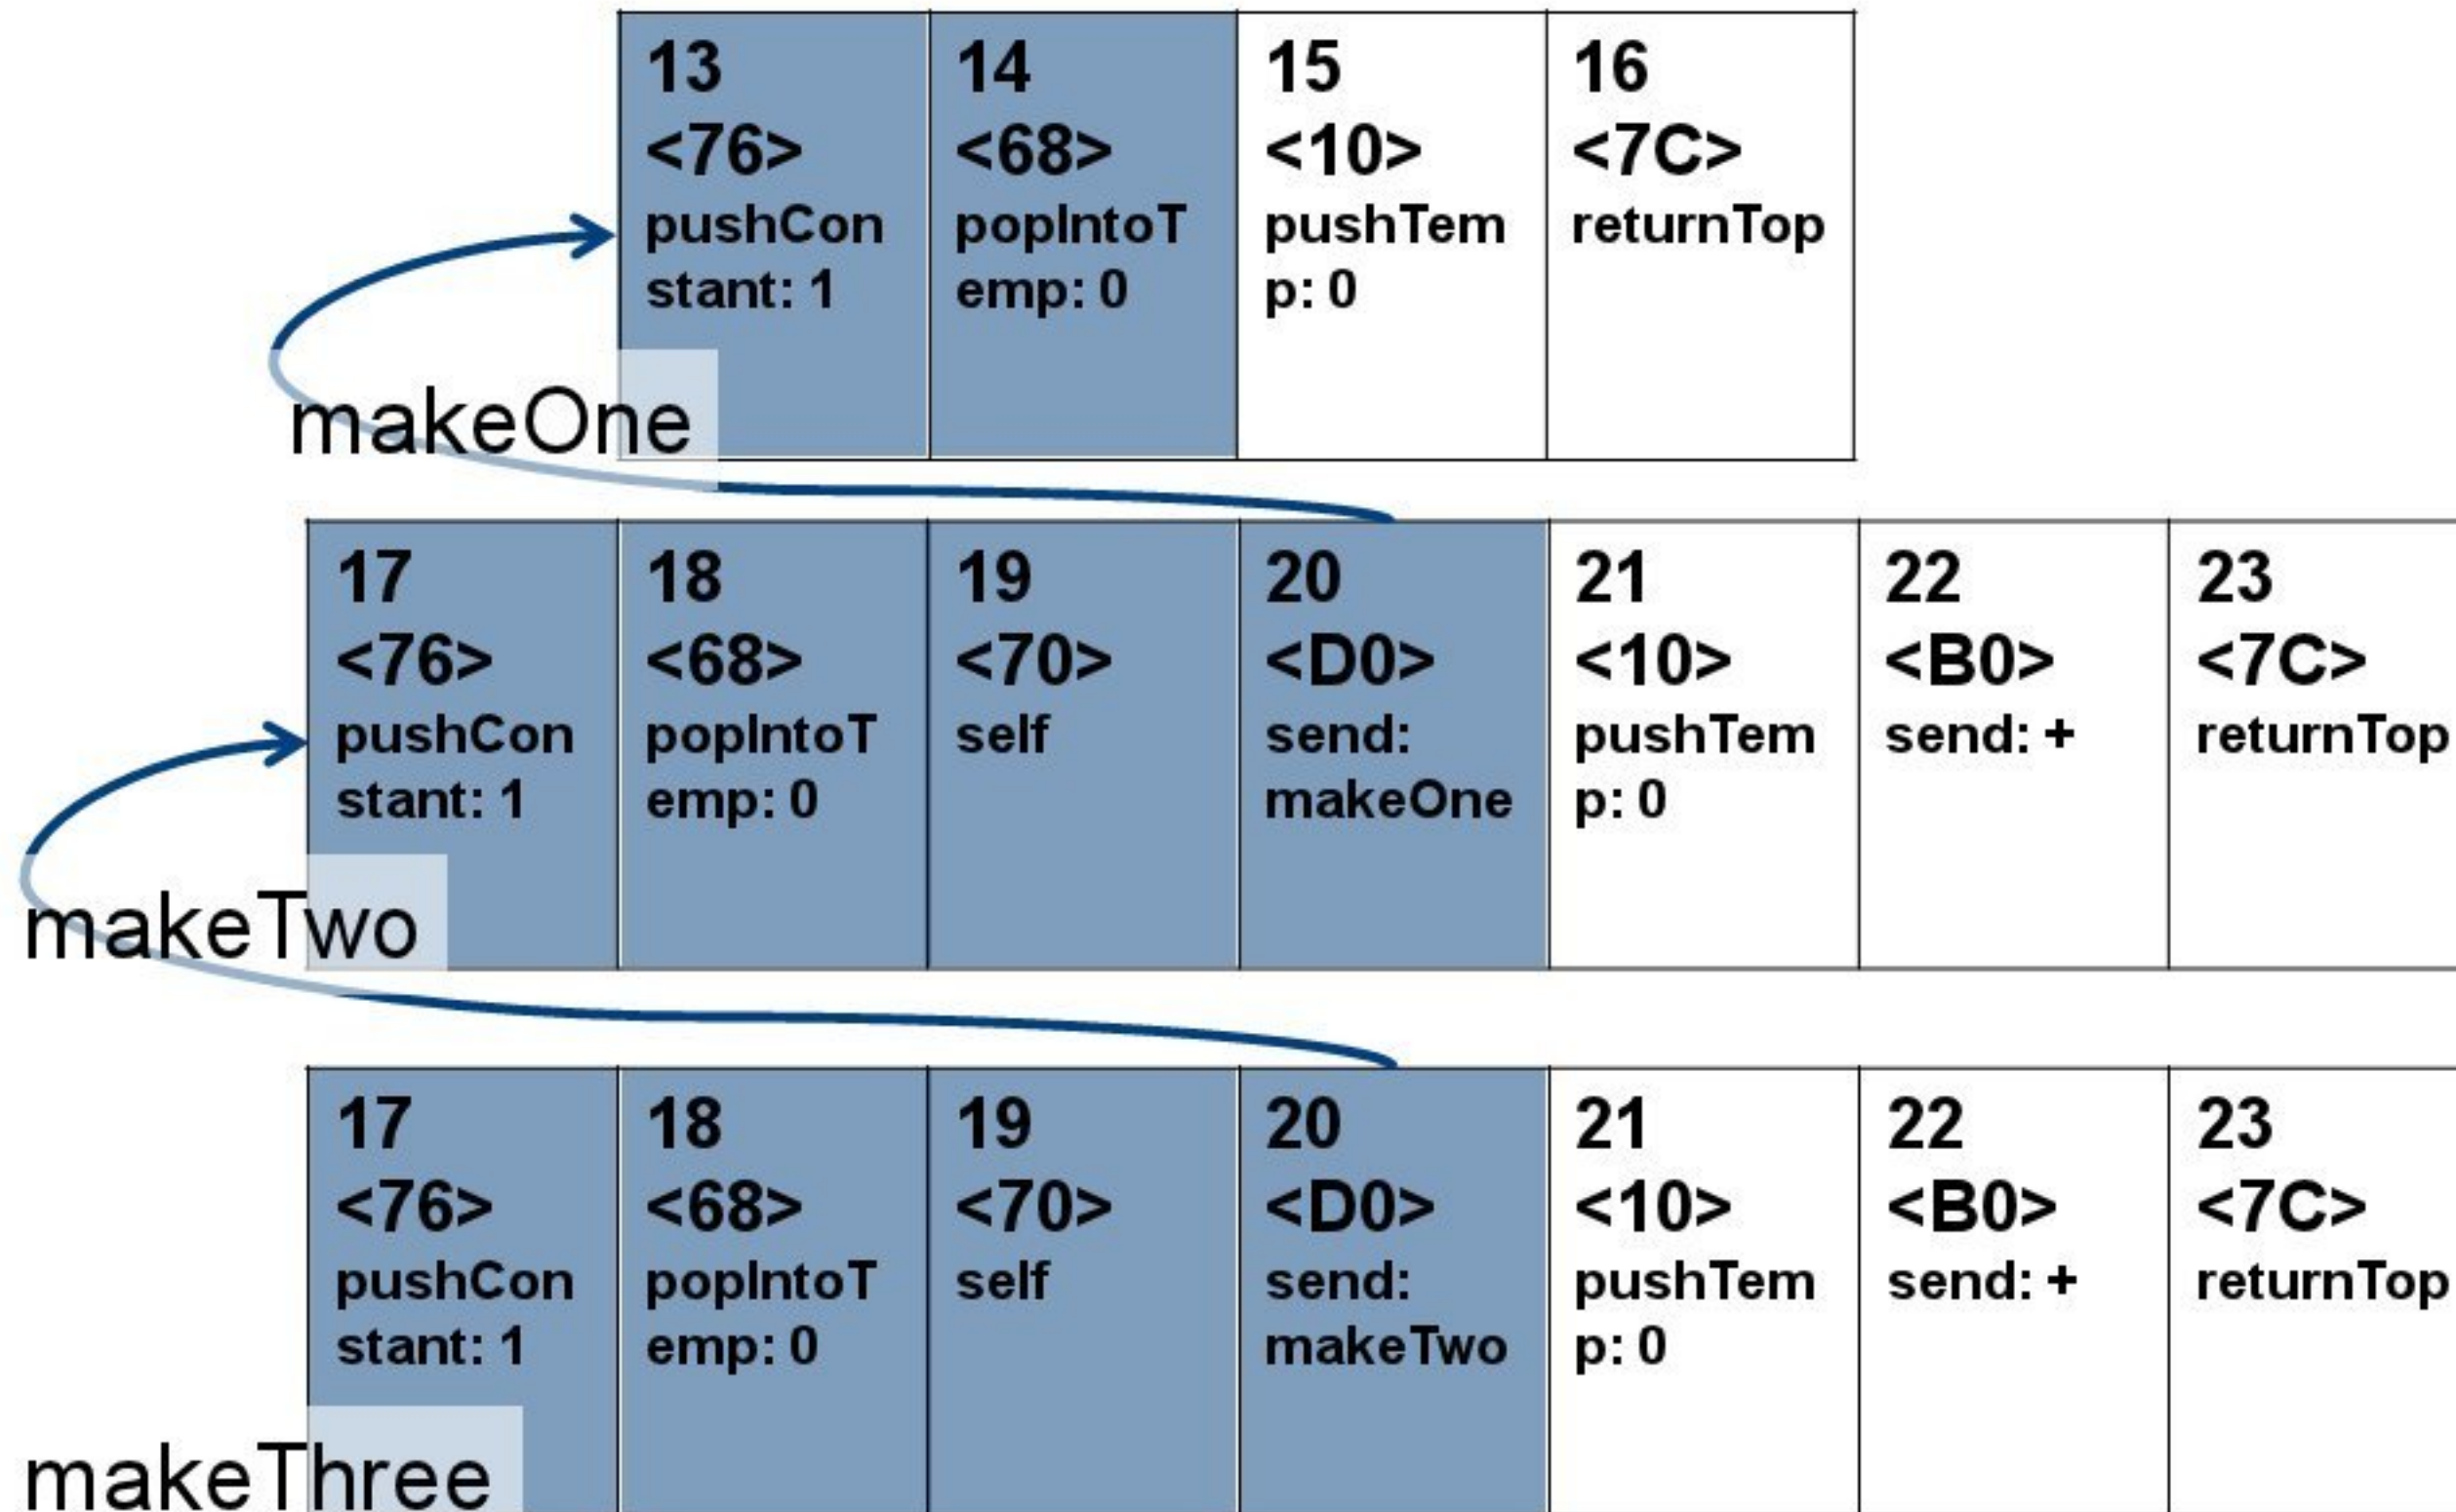 13
<76>
pushCon
stant: 1
14
<68>
popIntoT
emp: 0
15
<10>
pushTem
p: 0
16
<7C>
returnTop
makeOne
17
<76>
pushCon
stant: 1
18
<68>
popIntoT
emp: 0
19
<70>
self
20
<D0>
send:
makeOne
21
<10>
pushTem
p: 0
22
<B0>
send: +
23
<7C>
returnTop
makeTwo
17
<76>
pushCon
stant: 1
18
<68>
popIntoT
emp: 0
19
<70>
self
20
<D0>
send:
makeTwo
21
<10>
pushTem
p: 0
22
<B0>
send: +
23
<7C>
returnTop
makeThree